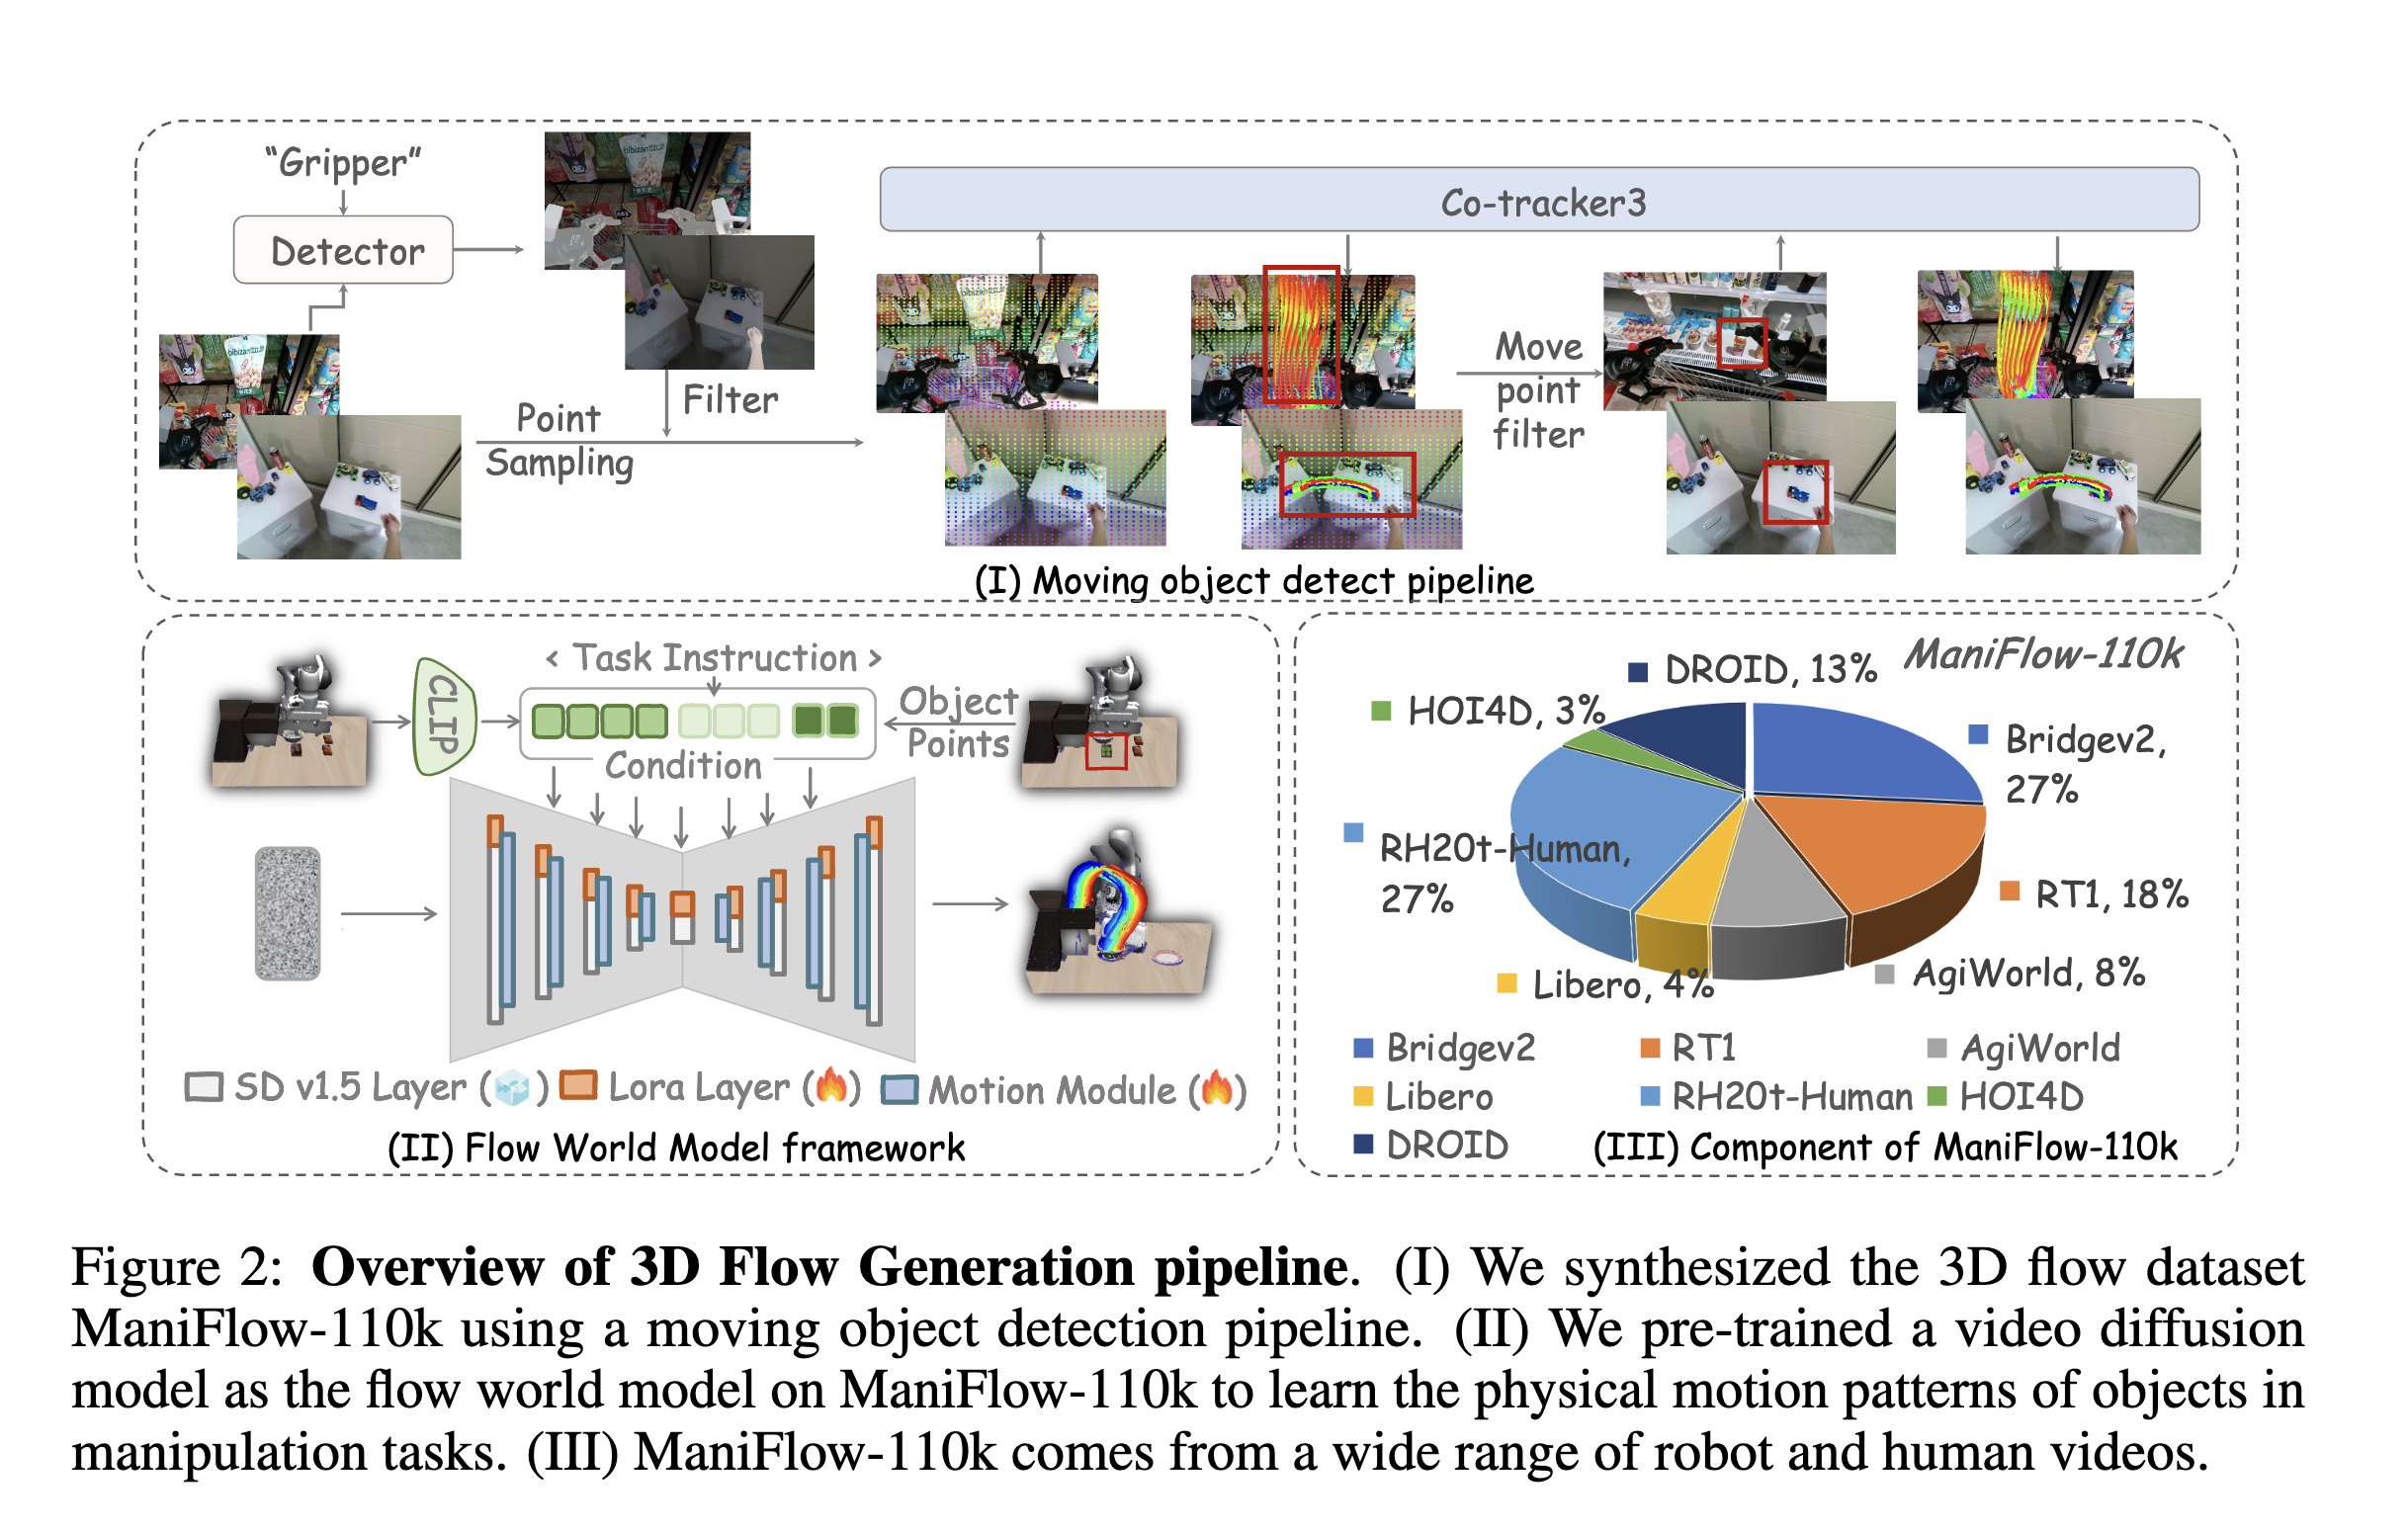 “Gripper”
Detector
Point
Sampling
Filter
Co-tracker3
Move
point
filter
(I) Moving object detect pipeline
CLIP
< Task Instruction >
Condition
Object
Points
SD v1.5 Layer ( )
Lora Layer ( )
Motion Module ( )
(II) Flow World Model framework
ManiFlow-110k
DROID, 13%
HOI4D, 3%
Bridgev2,
27%
RH20t-Human,
27%
RT1, 18%
Libero, 4%
AgiWorld, 8%
Bridgev2
RT1
AgiWorld
Libero
RH20t-Human
HOI4D
DROID
(III) Component of ManiFlow-110k
Figure 2: Overview of 3D Flow Generation pipeline. (I) We synthesized the 3D flow dataset
ManiFlow-110k using a moving object detection pipeline. (II) We pre-trained a video diffusion
model as the flow world model on ManiFlow-110k to learn the physical motion patterns of objects in
manipulation tasks. (III) ManiFlow-110k comes from a wide range of robot and human videos.